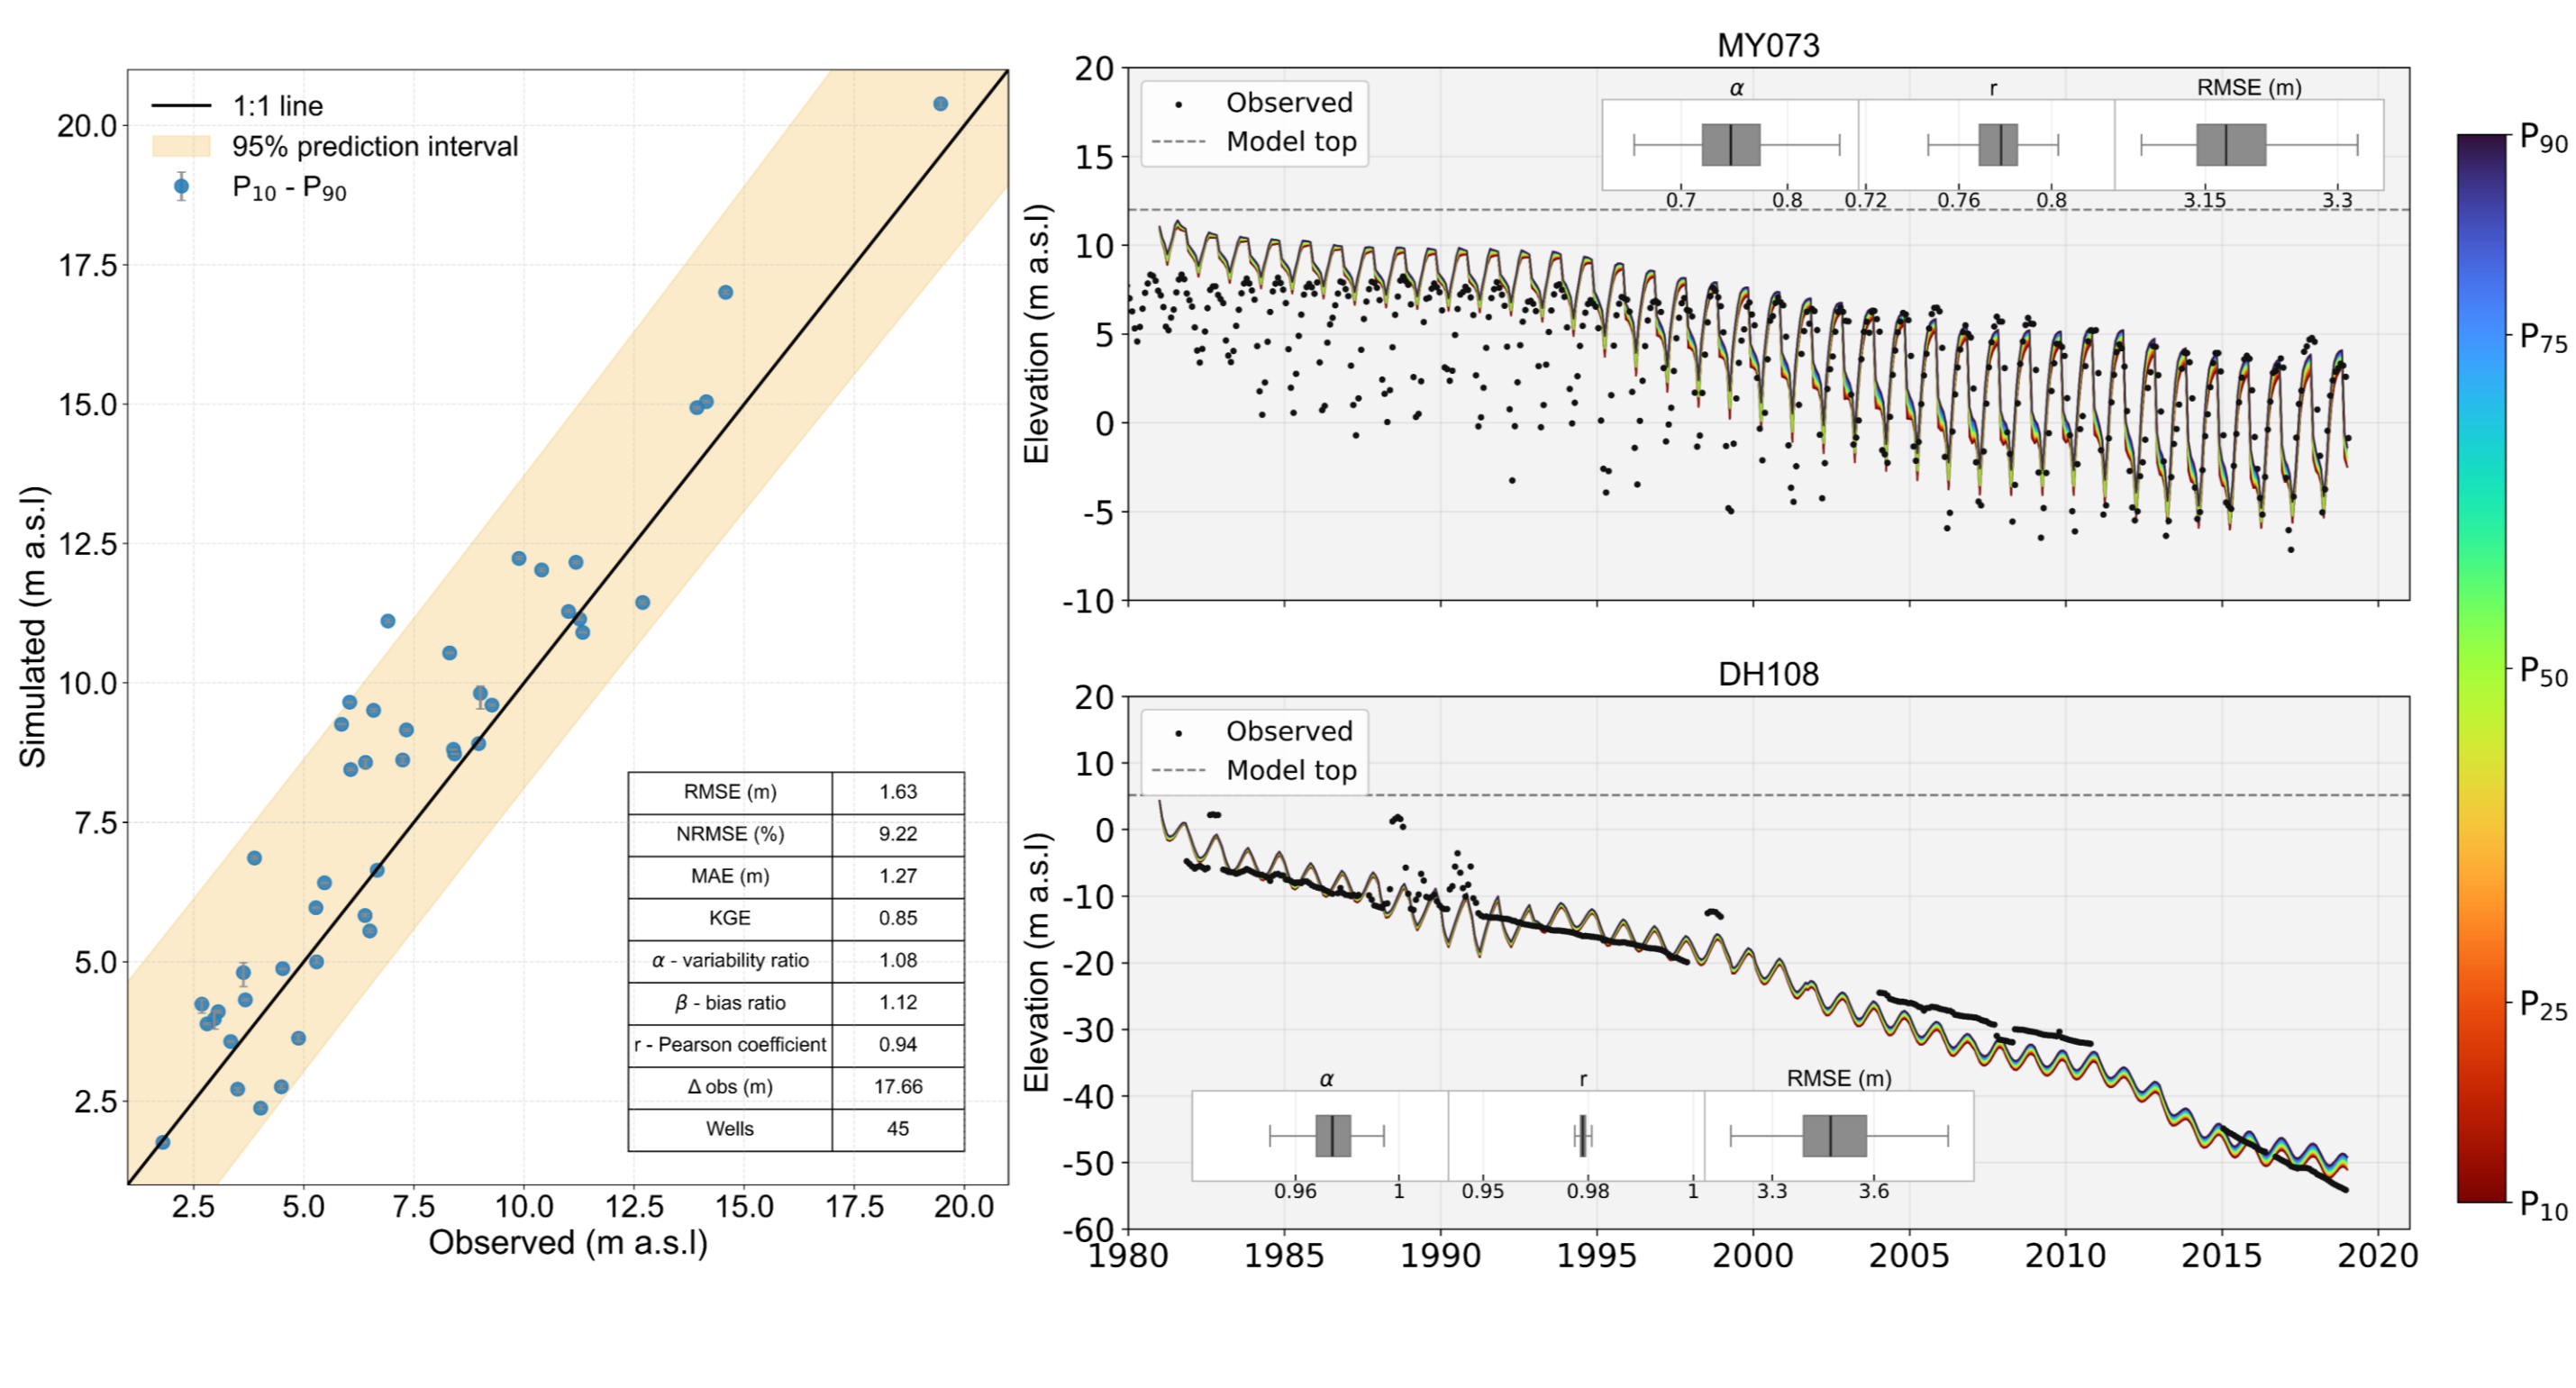 1:1 line
95% prediction interval
P10 - P90
20.0
17.5
15.0
12.5
10.0
7.5
5.0
2.5
Simulated (m a.s.l)
RMSE (m) 1.63
NRMSE (%) 9.22
MAE (m) 1.27
KGE 0.85
α - variability ratio 1.08
β - bias ratio 1.12
r - Pearson coefficient 0.94
Δ obs (m) 17.66
Wells 45
2.5 5.0 7.5 10.0 12.5 15.0 17.5 20.0
Observed (m a.s.l)
MY073
Observed
Model top
α r RMSE (m)
0.7 0.8 0.72 0.76 0.8 3.15 3.3
20
15
10
5
0
-5
-10
Elevation (m a.s.l)
DH108
Observed
Model top
20
10
0
-10
-20
-30
-40
-50
-60
Elevation (m a.s.l)
α r RMSE (m)
0.96 1 0.95 0.98 1 3.3 3.6
1980 1985 1990 1995 2000 2005 2010 2015 2020
P90
P75
P50
P25
P10